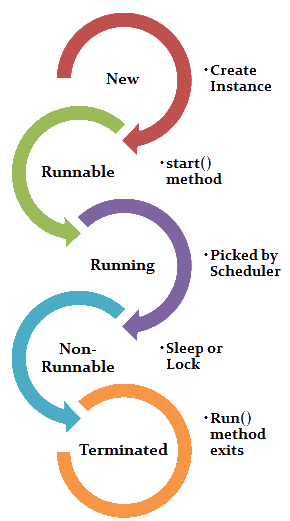 New
•Create
Instance
Runnable
•start()
method
Running
•Picked by
Scheduler
Non-
Runnable
•Sleep or
Lock
Terminated
•Run()
method
exits